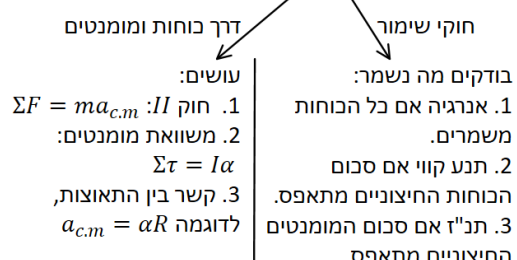 חוקי שימור
בודקים מה נשמר:
1. אנרגיה אם כל הכוחות
משמרים.
2. תנע קווי אם סכום
הכוחות החיצוניים מתאפס.
3. תנ"ז אם סכום המומנטים
החיצוניים מתאפס
דרך כוחות ומומנטים
עושים:
1. חוק II: ΣF = ma_{c.m}
2. משוואת מומנטים:
Στ = Iα
3. קשר בין התאוצות,
לדוגמה a_{c.m} = αR